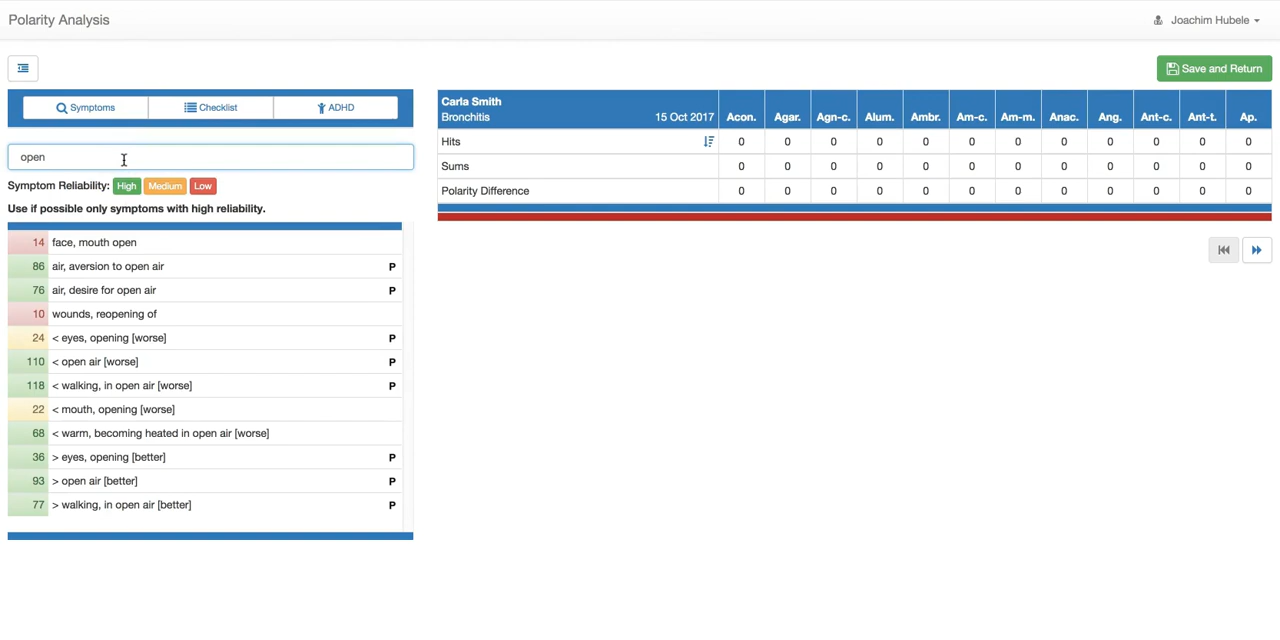 Polarity Analysis
Joachim Hubele
Save and Return
Symptoms Checklist ADHD
open
Symptom Reliability: High Medium Low
Use if possible only symptoms with high reliability.
14 face, mouth open
86 air, aversion to open air P
76 air, desire for open air P
10 wounds, reopening of
24 < eyes, opening [worse] P
110 < open air [worse] P
118 < walking, in open air [worse] P
22 < mouth, opening [worse]
68 < warm, becoming heated in open air [worse]
36 > eyes, opening [better] P
93 > open air [better] P
77 > walking, in open air [better] P
Carla Smith
Bronchitis 15 Oct 2017 Acon. Agar. Agn-c. Alum. Ambr. Am-c. Am-m. Anac. Ang. Ant-c. Ant-t. Ap.
Hits 0 0 0 0 0 0 0 0 0 0 0 0
Sums 0 0 0 0 0 0 0 0 0 0 0 0
Polarity Difference 0 0 0 0 0 0 0 0 0 0 0 0